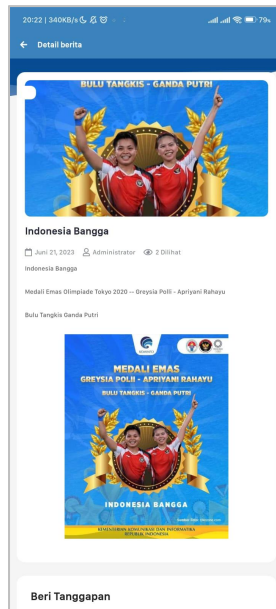 20:22 | 340KB/s
79%
Detail berita
BULU TANGKIS - GANDA PUTRI
Indonesia Bangga
Juni 21, 2023 Administrator 2 Dilihat
Indonesia Bangga
Medali Emas Olimpiade Tokyo 2020 -- Greysia Polii - Apriyani Rahayu
Bulu Tangkis Ganda Putri
MEDALI EMAS
GREYSIA POLII - APRIYANI RAHAYU
BULU TANGKIS - GANDA PUTRI
INDONESIA BANGGA
KEMENTERIAN KOMUNIKASI DAN INFORMATIKA
REPUBLIK INDONESIA
Beri Tanggapan